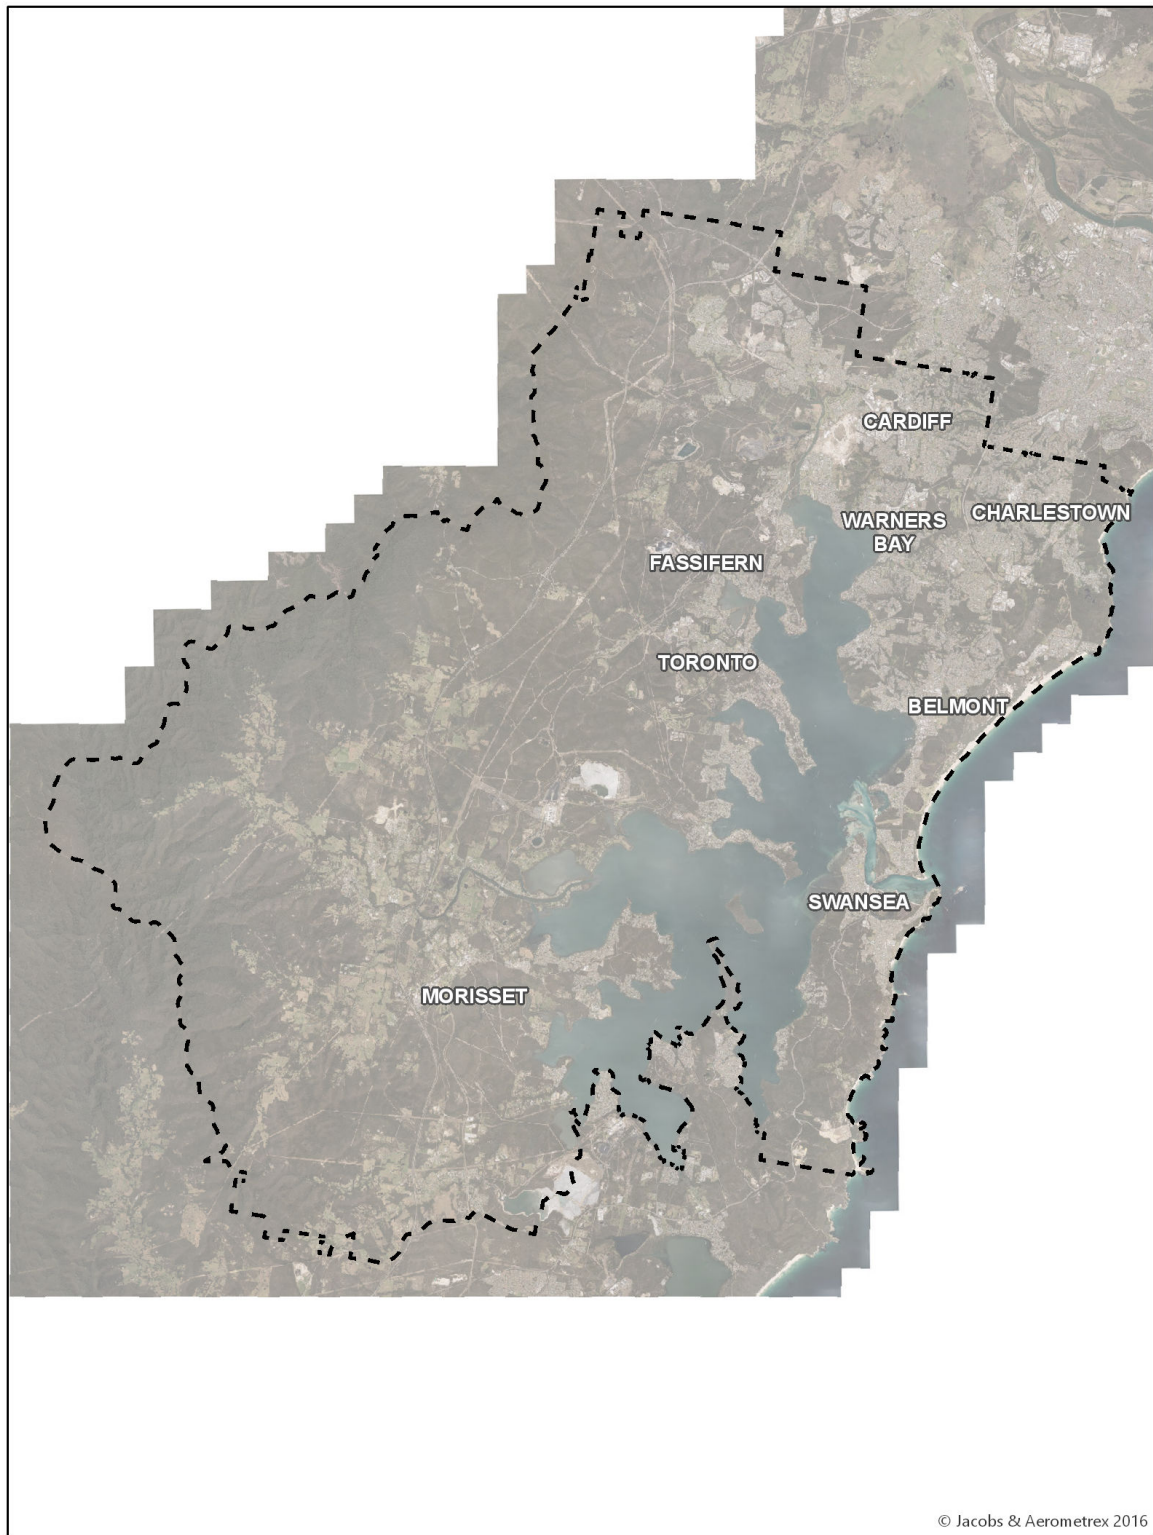 CARDIFF
CHARLESTOWN
WARNERS
BAY
FASSIFERN
TORONTO
BELMONT
SWANSEA
MORISSET
© Jacobs & Aerometrex 2016